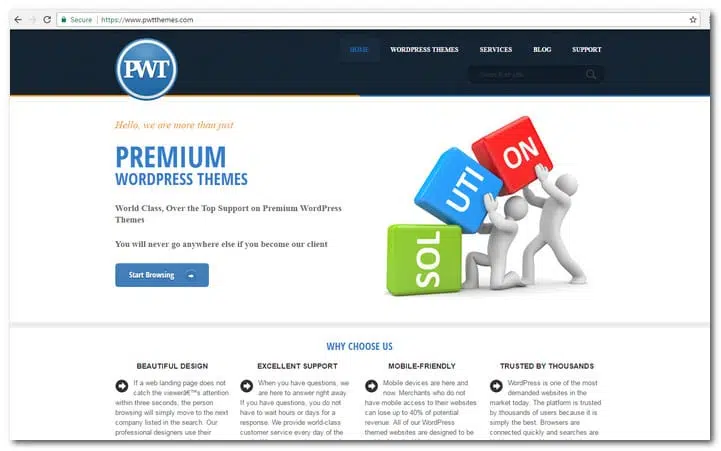 Secure https://www.pwtthemes.com
PWT
HOME WORDPRESS THEMES SERVICES BLOG SUPPORT
Hello, we are more than just
PREMIUM
WORDPRESS THEMES
World Class, Over the Top Support on Premium WordPress
Themes
You will never go anywhere else if you become our client
Start Browsing
SOL
UTI
ON
WHY CHOOSE US
BEAUTIFUL DESIGN
If a web landing page does not
catch the viewerâ€™s attention
within three seconds, the person
browsing will simply move to the next
company listed in the search. Our
professional designers use their
EXCELLENT SUPPORT
When you have questions, we
are here to answer right away.
If you have questions, you do not
have to wait hours or days for a
response. We provide world-class
customer service every day of the
MOBILE-FRIENDLY
Mobile devices are here and
now. Merchants who do not
have mobile access to their websites
can lose up to 40% of potential
revenue. All of our WordPress
themed websites are designed to be
TRUSTED BY THOUSANDS
WordPress is one of the most
demanded websites in the
market today. The platform is trusted
by thousands of users because it is
simply the best. Browsers are
connected quickly and searches are